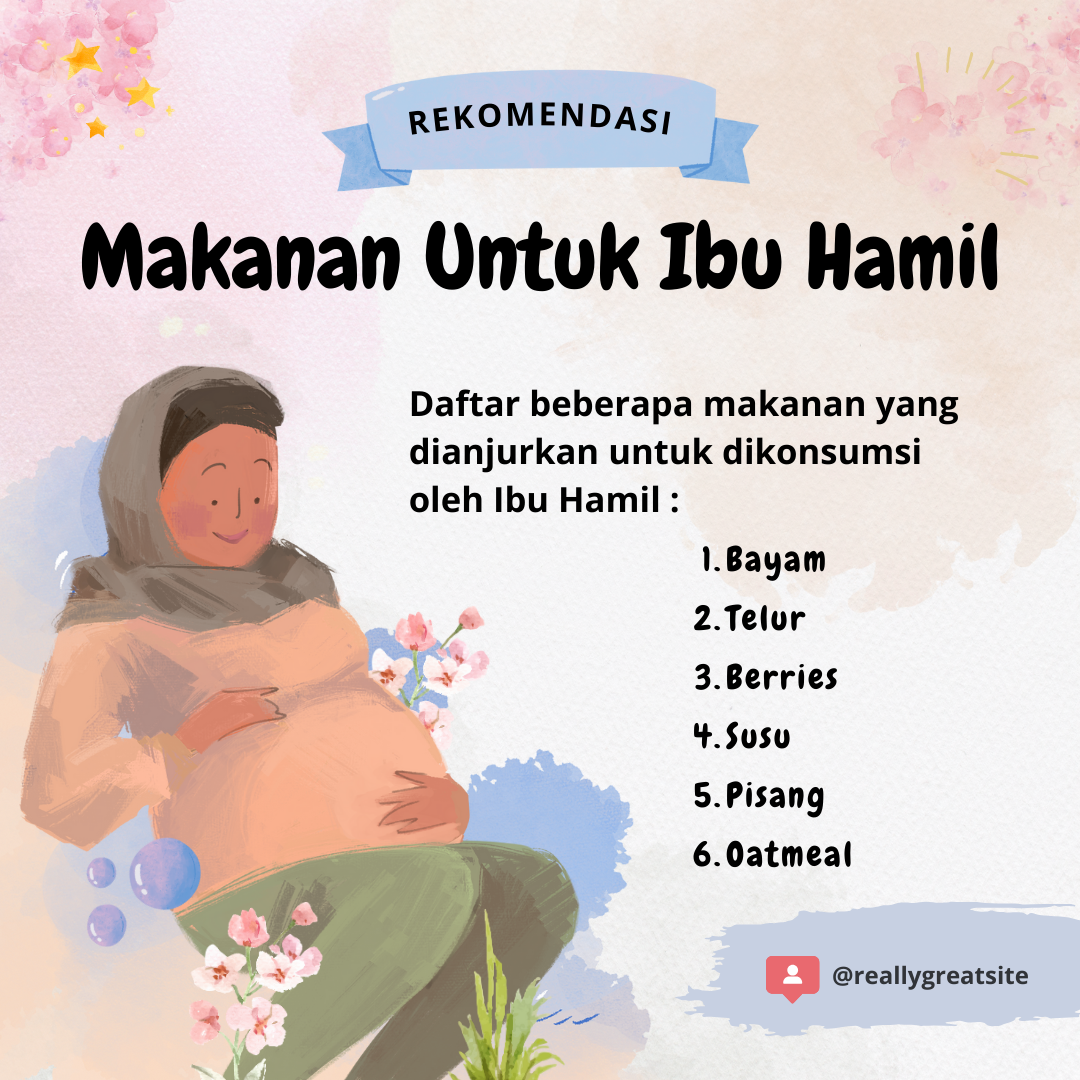 REKOMENDASI
Makanan Untuk Ibu Hamil
Daftar beberapa makanan yang
dianjurkan untuk dikonsumsi
oleh Ibu Hamil :
1. Bayam
2. Telur
3. Berries
4. Susu
5. Pisang
6. Oatmeal
@reallygreatsite